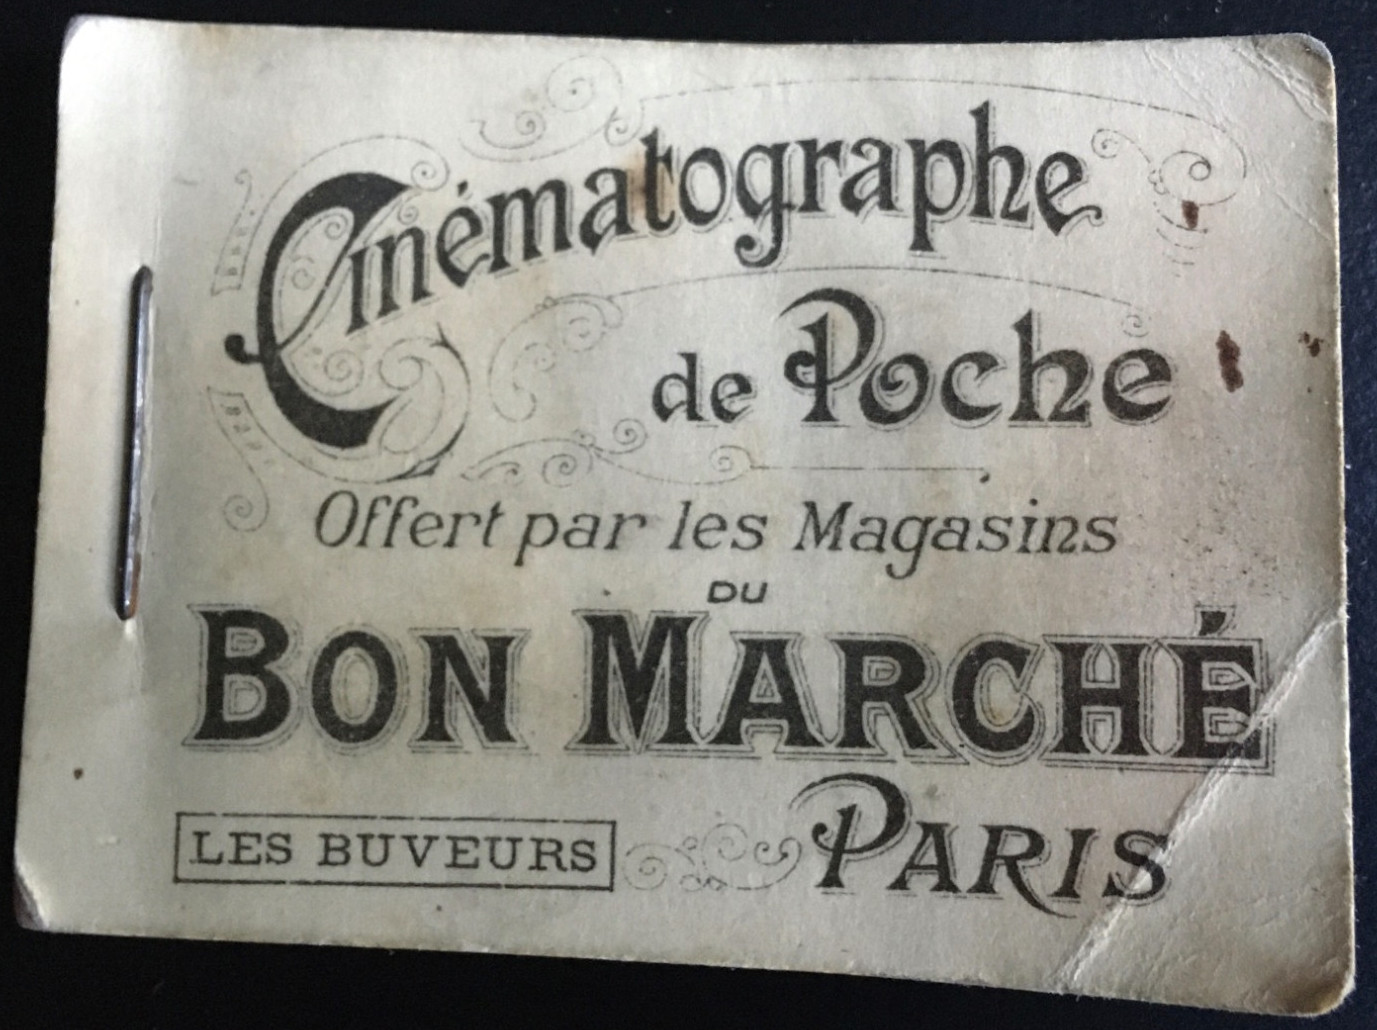 Cinématographe
de Poche
Offert par les Magasins
DU
BON MARCHÉ
PARIS
LES BUVEURS